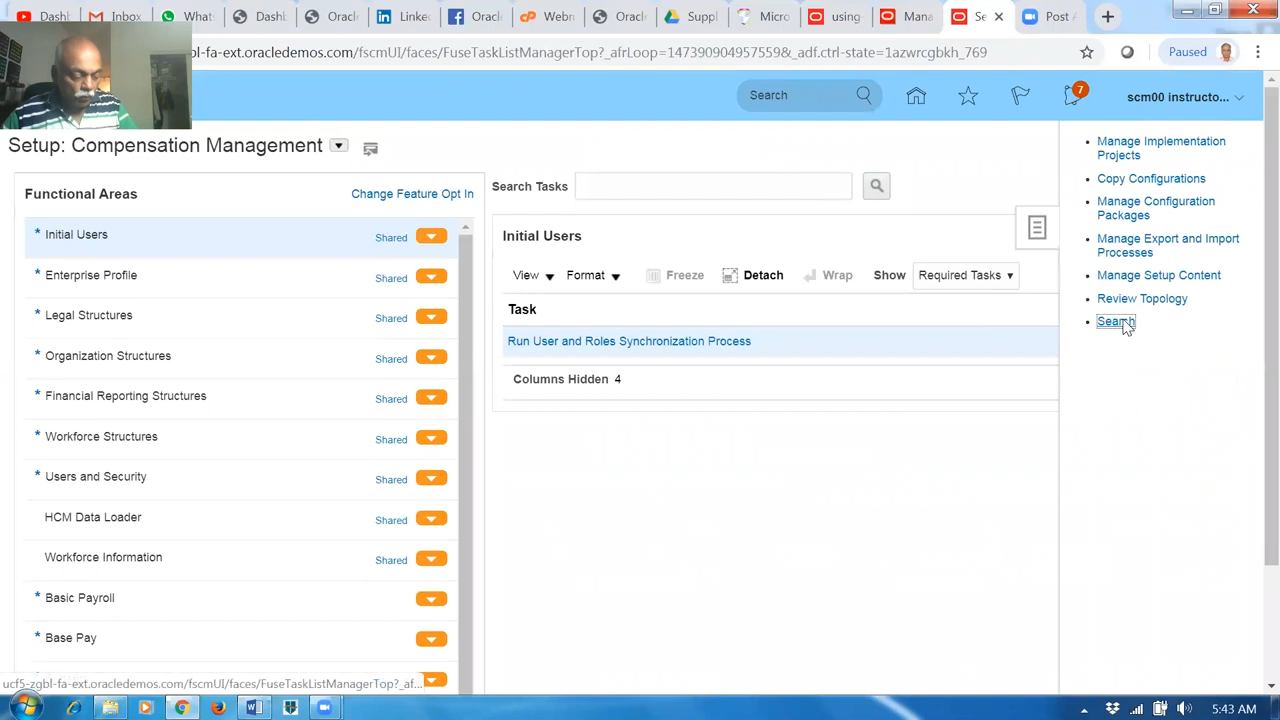 Dashl
Inbox
What:
Dashl
Oracl
Linke
Oracl
Onlin
Oracl
Supp
Micro
using
Mana
Se
Post A
bl-fa-ext.oracledemos.com/fscmUI/faces/FuseTaskListManagerTop?_afrLoop=147390904957559&_adf.ctrl-state=1azwrcgbkh_769
Paused
Search
7
scm00 instructo...
Setup: Compensation Management
Functional Areas
Change Feature Opt In
* Initial Users Shared
* Enterprise Profile Shared
* Legal Structures Shared
* Organization Structures Shared
* Financial Reporting Structures Shared
* Workforce Structures Shared
* Users and Security Shared
HCM Data Loader Shared
Workforce Information Shared
* Basic Payroll
* Base Pay
Search Tasks
Initial Users
View Format Freeze Detach Wrap Show Required Tasks
Task
Run User and Roles Synchronization Process
Columns Hidden 4
Manage Implementation
Projects
Copy Configurations
Manage Configuration
Packages
Manage Export and Import
Processes
Manage Setup Content
Review Topology
Search
ucf5-zgbl-fa-ext.oracledemos.com/fscmUI/faces/FuseTaskListManagerTop?_af...
5:43 AM